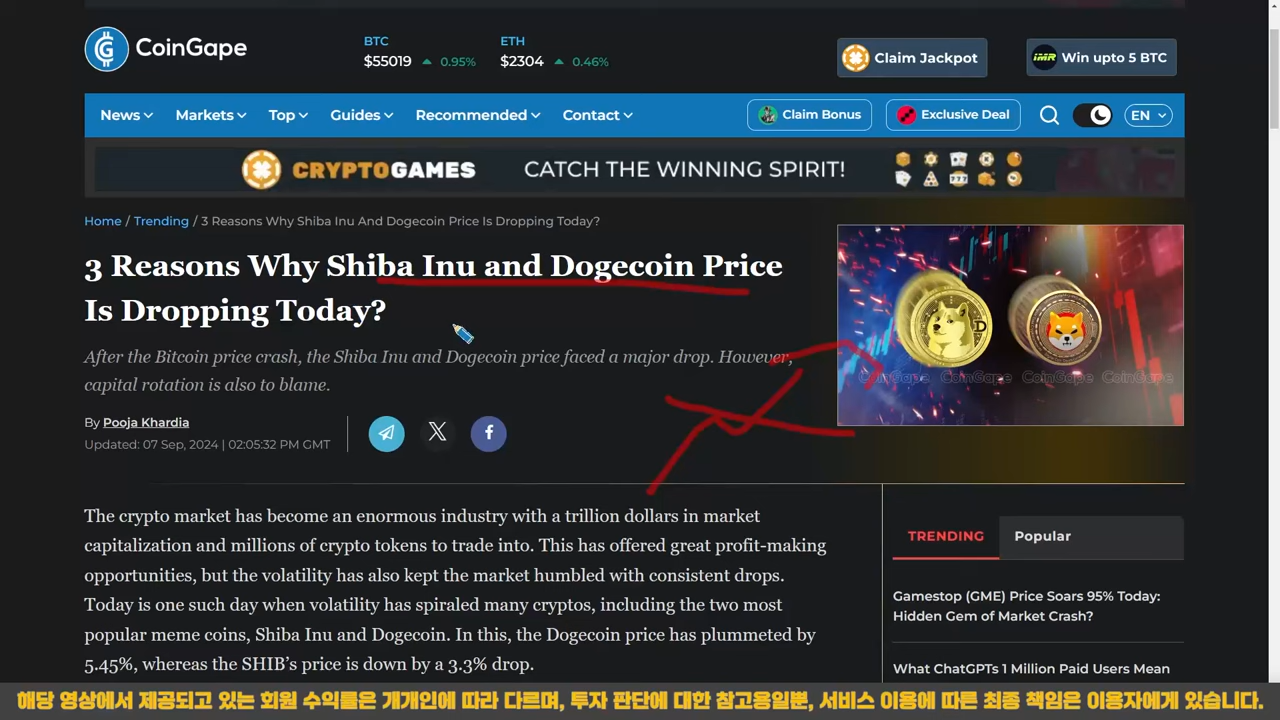 CoinGape
BTC
$55019 ▲ 0.95%
ETH
$2304 ▲ 0.46%
Claim Jackpot
IMR Win upto 5 BTC
News Markets Top Guides Recommended Contact
Claim Bonus
Exclusive Deal
EN
CRYPTOGAMES CATCH THE WINNING SPIRIT!
777
Home / Trending / 3 Reasons Why Shiba Inu And Dogecoin Price Is Dropping Today?
3 Reasons Why Shiba Inu and Dogecoin Price
Is Dropping Today?
After the Bitcoin price crash, the Shiba Inu and Dogecoin price faced a major drop. However,
capital rotation is also to blame.
By Pooja Khardia
Updated: 07 Sep, 2024 | 02:05:32 PM GMT
CoinGape CoinGape CoinGape CoinGape
The crypto market has become an enormous industry with a trillion dollars in market
capitalization and millions of crypto tokens to trade into. This has offered great profit-making
opportunities, but the volatility has also kept the market humbled with consistent drops.
Today is one such day when volatility has spiraled many cryptos, including the two most
popular meme coins, Shiba Inu and Dogecoin. In this, the Dogecoin price has plummeted by
5.45%, whereas the SHIB's price is down by a 3.3% drop.
TRENDING Popular
Gamestop (GME) Price Soars 95% Today:
Hidden Gem of Market Crash?
What ChatGPTs 1 Million Paid Users Mean
해당 영상에서 제공되고 있는 회원 수익률은 개개인에 따라 다르며, 투자 판단에 대한 참고용일뿐, 서비스 이용에 따른 최종 책임은 이용자에게 있습니다.